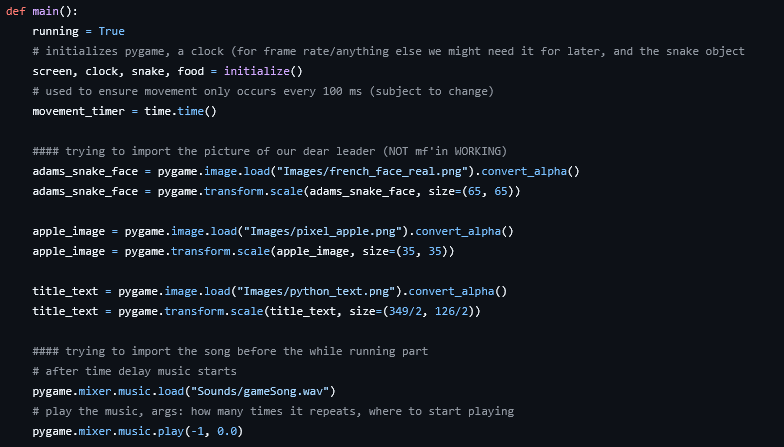 def main():
    running = True
    # initializes pygame, a clock (for frame rate/anything else we might need it for later, and the snake object
    screen, clock, snake, food = initialize()
    # used to ensure movement only occurs every 100 ms (subject to change)
    movement_timer = time.time()

    #### trying to import the picture of our dear leader (NOT mf'in WORKING)
    adams_snake_face = pygame.image.load("Images/french_face_real.png").convert_alpha()
    adams_snake_face = pygame.transform.scale(adams_snake_face, size=(65, 65))

    apple_image = pygame.image.load("Images/pixel_apple.png").convert_alpha()
    apple_image = pygame.transform.scale(apple_image, size=(35, 35))

    title_text = pygame.image.load("Images/python_text.png").convert_alpha()
    title_text = pygame.transform.scale(title_text, size=(349/2, 126/2))

    #### trying to import the song before the while running part
    # after time delay music starts
    pygame.mixer.music.load("Sounds/gameSong.wav")
    # play the music, args: how many times it repeats, where to start playing
    pygame.mixer.music.play(-1, 0.0)